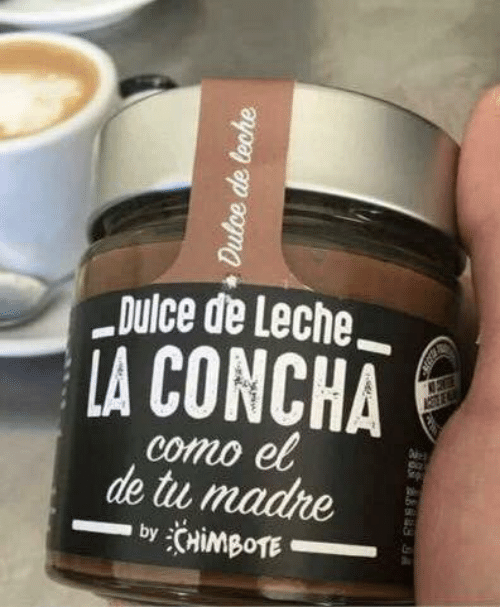 Dulce de leche
Dulce de Leche
LA CONCHA
como el
de tu madre
by CHIMBOTE